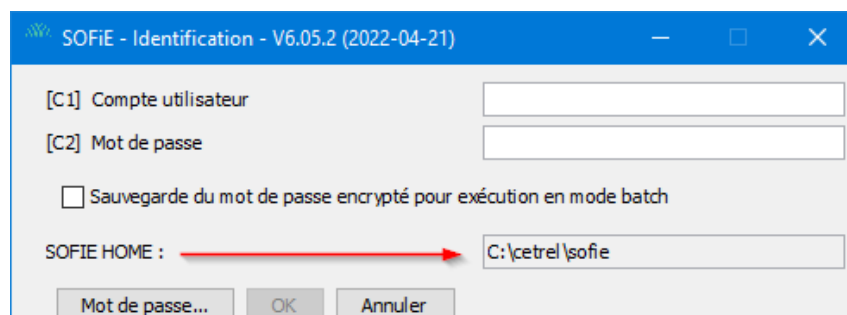 SOFiE - Identification - V6.05.2 (2022-04-21)
[C1] Compte utilisateur
[C2] Mot de passe
Sauvegarde du mot de passe encrypté pour exécution en mode batch
SOFIE HOME : C:\cetrel\sofie
Mot de passe... OK Annuler